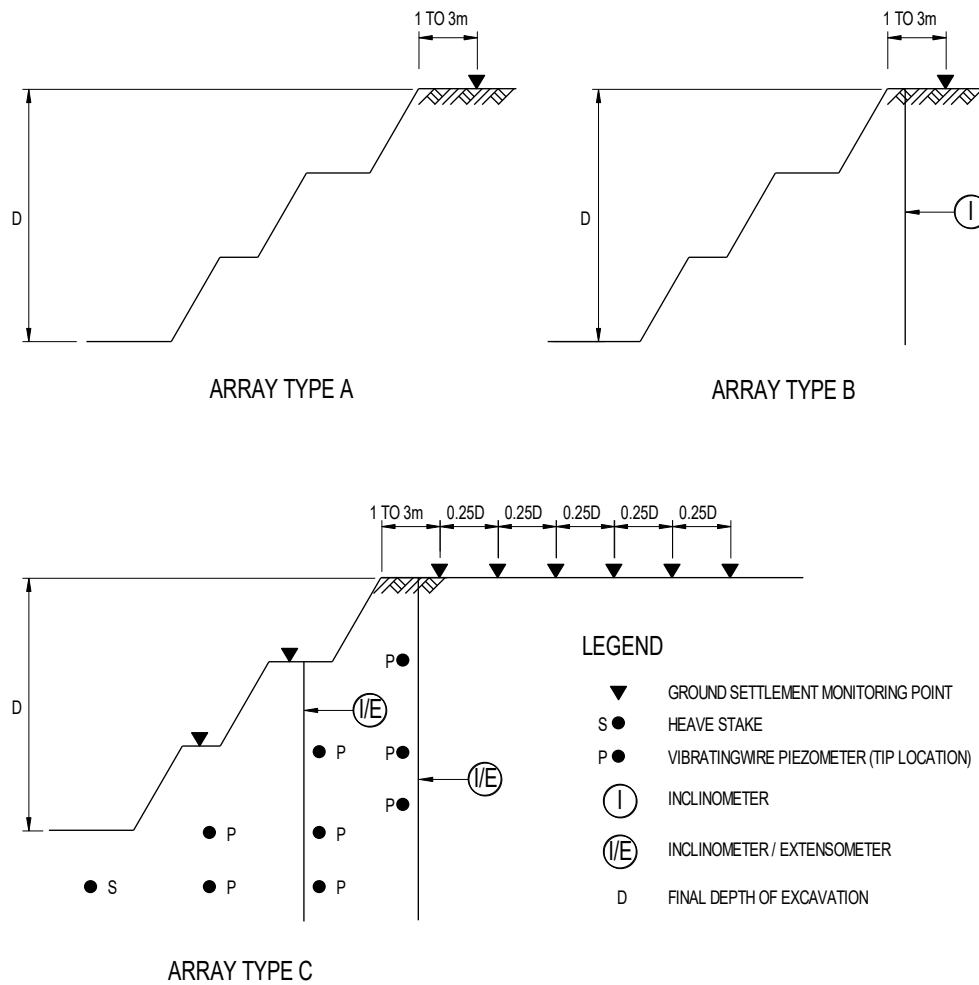 1 TO 3m
D
ARRAY TYPE A
1 TO 3m
D
I
ARRAY TYPE B
1 TO 3m 0.25D 0.25D 0.25D 0.25D 0.25D
D
P
I/E
P
P
I/E
P
P
P
S
P
P
ARRAY TYPE C
LEGEND
GROUND SETTLEMENT MONITORING POINT
S HEAVE STAKE
P VIBRATINGWIRE PIEZOMETER (TIP LOCATION)
I INCLINOMETER
I/E INCLINOMETER / EXTENSOMETER
D FINAL DEPTH OF EXCAVATION